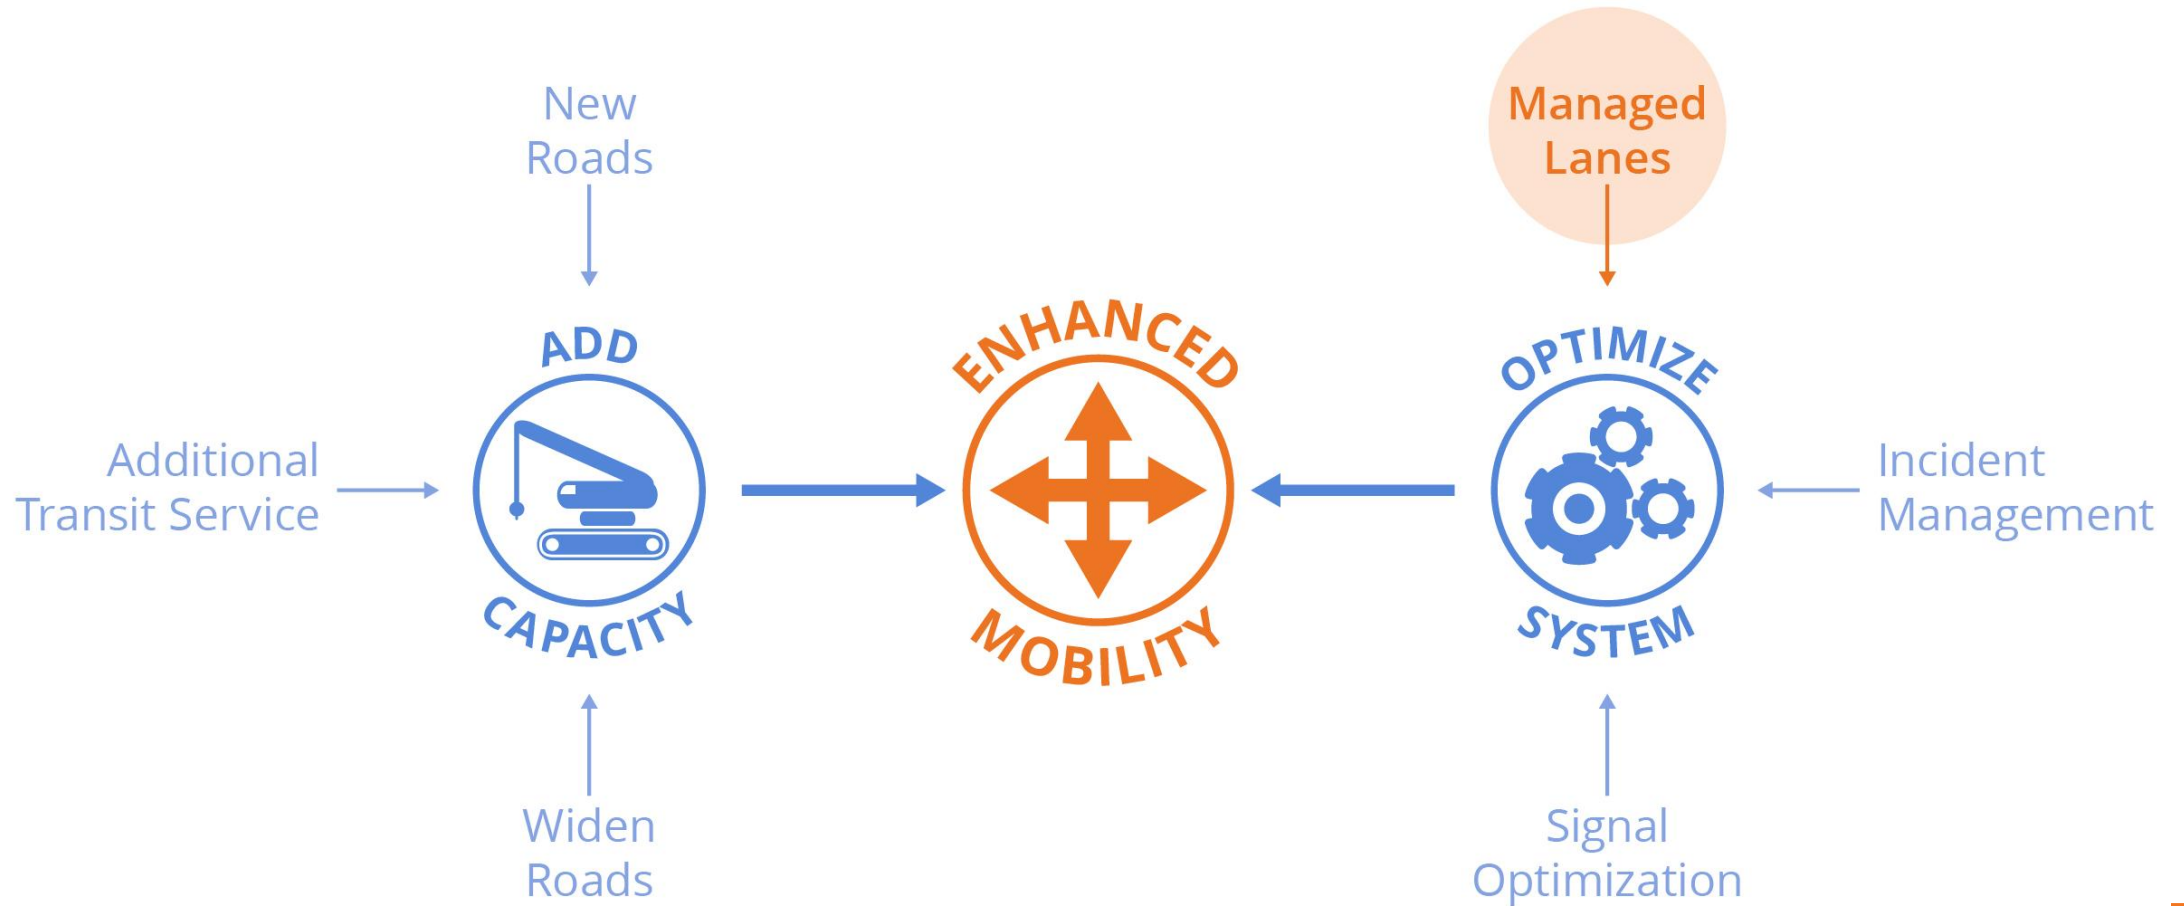 New
Roads
Managed
Lanes
ADD
CAPACITY
ENHANCED
MOBILITY
OPTIMIZE
SYSTEM
Additional
Transit Service
Incident
Management
Widen
Roads
Signal
Optimization